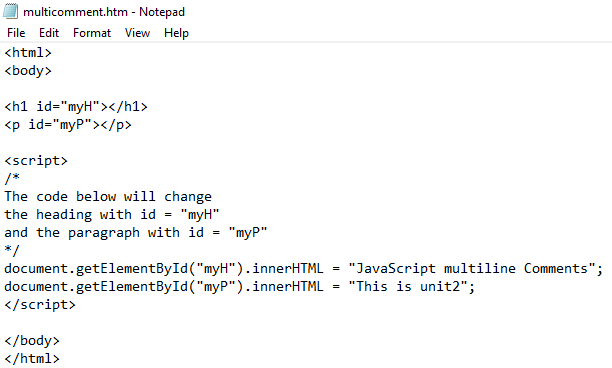 multicomment.htm - Notepad
File Edit Format View Help
<html>
<body>
<h1 id="myH"></h1>
<p id="myP"></p>
<script>
/*
The code below will change
the heading with id = "myH"
and the paragraph with id = "myP"
*/
document.getElementById("myH").innerHTML = "JavaScript multiline Comments";
document.getElementById("myP").innerHTML = "This is unit2";
</script>
</body>
</html>